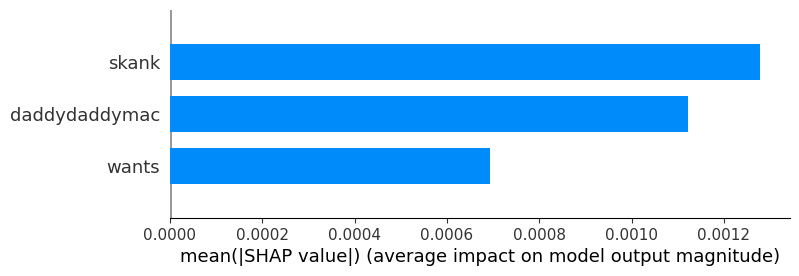 skank
daddydaddymac
wants
0.0000 0.0002 0.0004 0.0006 0.0008 0.0010 0.0012
mean(|SHAP value|) (average impact on model output magnitude)